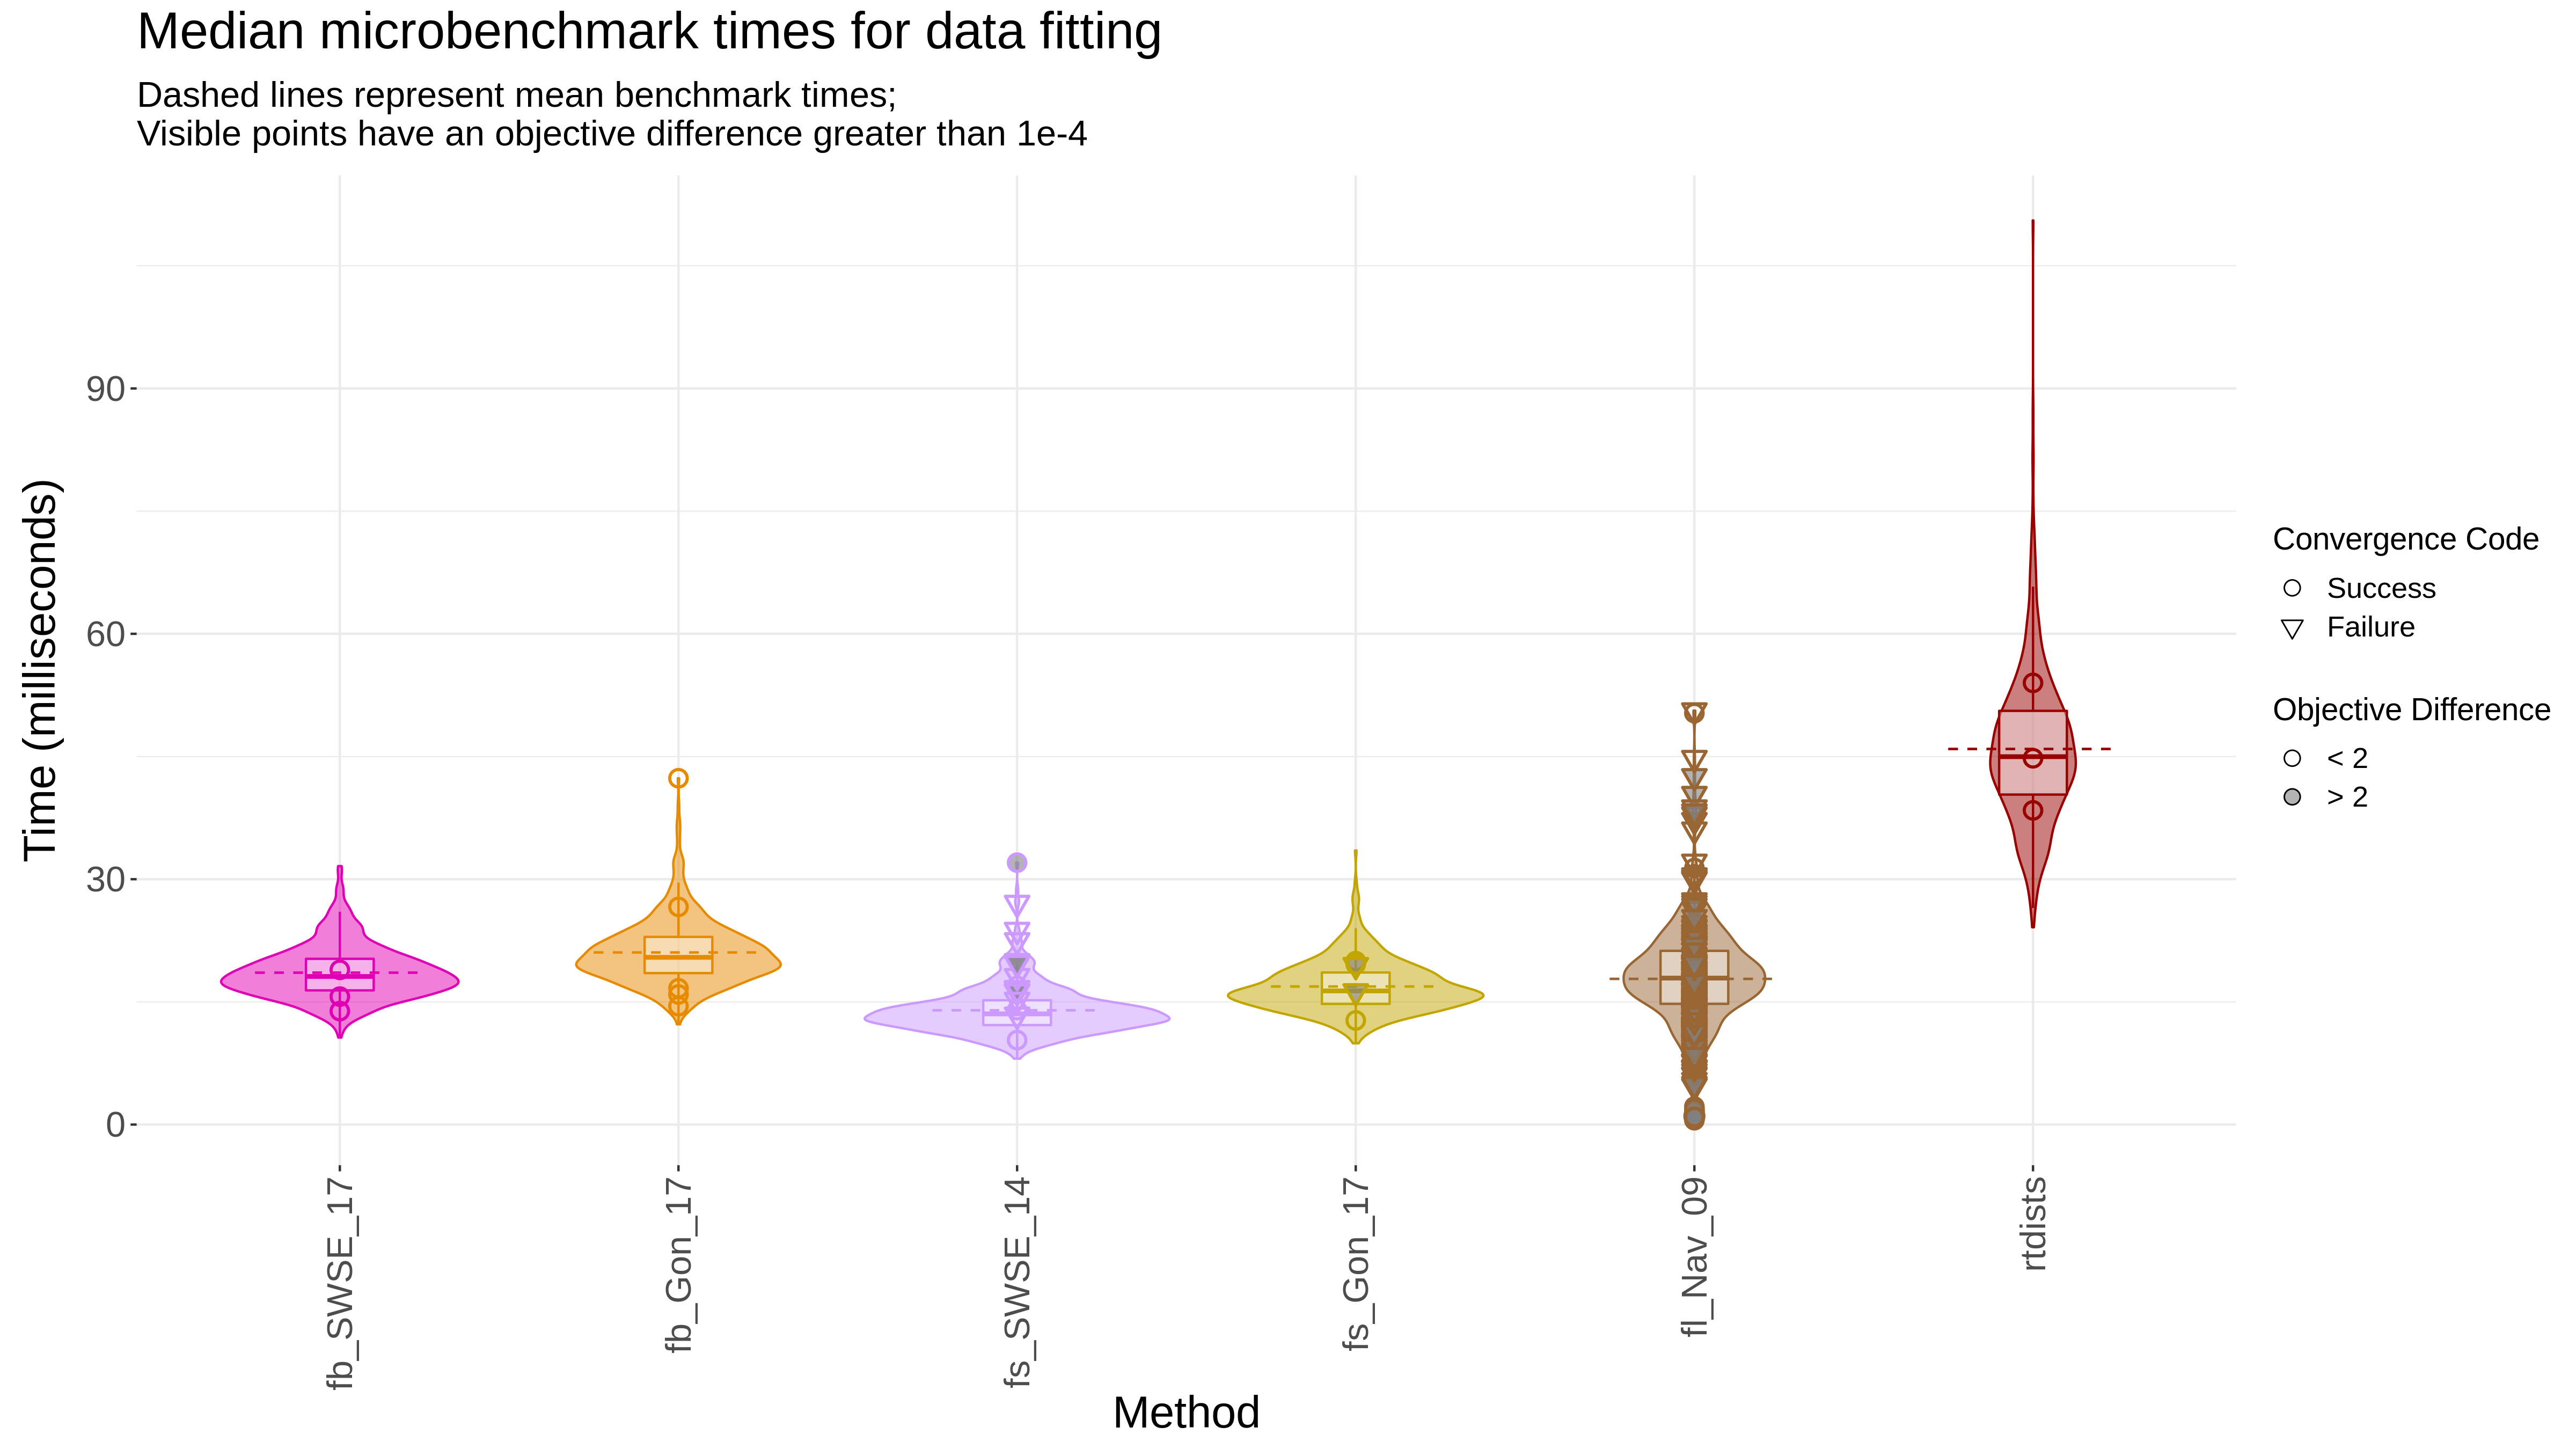 Median microbenchmark times for data fitting
Dashed lines represent mean benchmark times;
Visible points have an objective difference greater than 1e-4
Time (milliseconds)
90
60
30
0
fb_SWSE_17
fb_Gon_17
fs_SWSE_14
fs_Gon_17
fl_Nav_09
rtdists
Method
Convergence Code
Success
Failure
Objective Difference
< 2
> 2